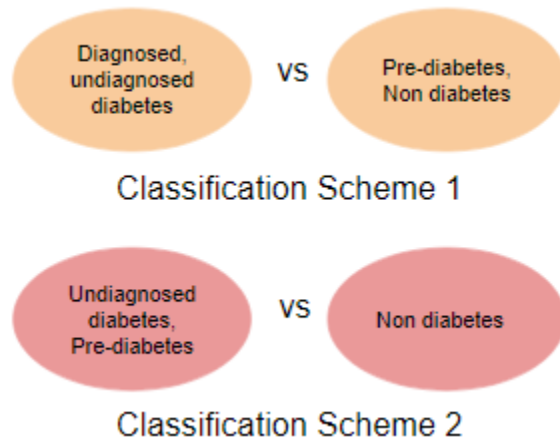 Diagnosed,
undiagnosed
diabetes
vs
Pre-diabetes,
Non diabetes
Classification Scheme 1
Undiagnosed
diabetes,
Pre-diabetes
vs
Non diabetes
Classification Scheme 2